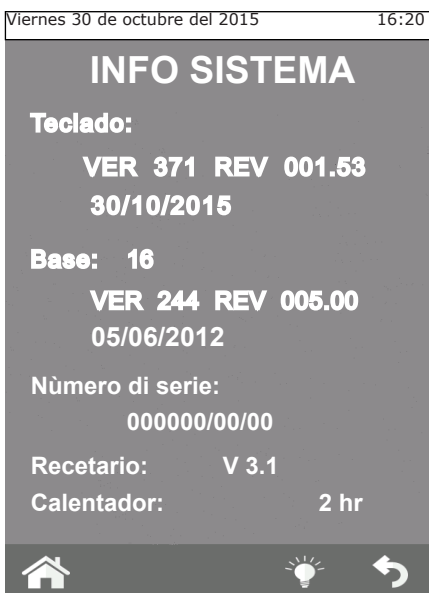 Viernes 30 de octubre del 2015 16:20
INFO SISTEMA
Teclado:
VER 371 REV 001.53
30/10/2015
Base: 16
VER 244 REV 005.00
05/06/2012
Nùmero di serie:
000000/00/00
Recetario: V 3.1
Calentador: 2 hr